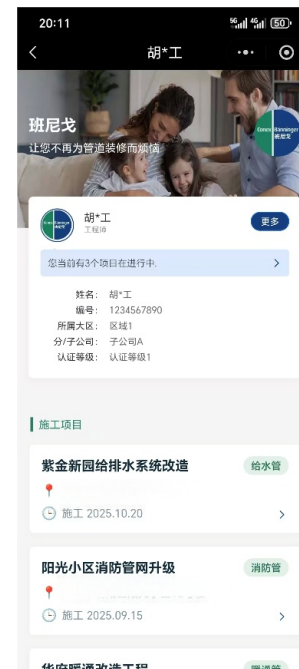 20:11
5G 4G 50
胡*工
班尼戈
让您不再为管道装修而烦恼
班尼戈
胡*工
工程师
更多
您当前有3个项目在进行中.
姓名： 胡*工
编号： 1234567890
所属大区： 区域1
分/子公司： 子公司A
认证等级： 认证等级1
施工项目
紫金新园给排水系统改造 给水管
施工 2025.10.20
阳光小区消防管网升级 消防管
施工 2025.09.15